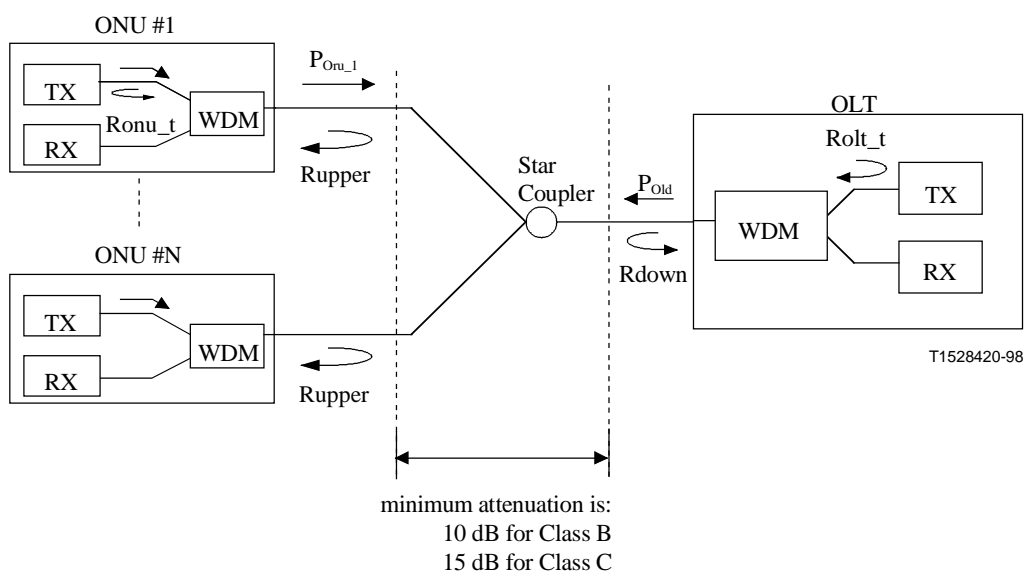 ONU #1
TX
Ronu_t
RX
WDM
P_Oru_1
Rupper
Star
Coupler
OLT
Rolt_t
P_Old
WDM
TX
RX
Rdown
ONU #N
TX
RX
WDM
Rupper
T1528420-98
minimum attenuation is:
10 dB for Class B
15 dB for Class C